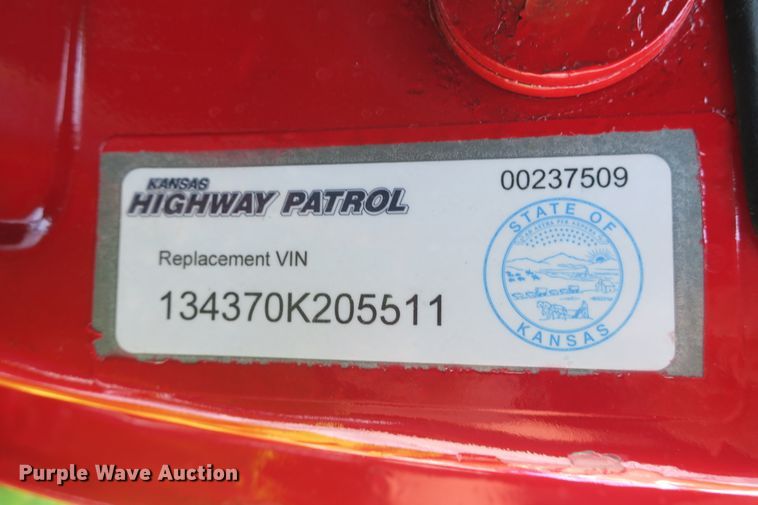 KANSAS
HIGHWAY PATROL
00237509
Replacement VIN
134370K205511
STATE OF
KANSAS
Purple Wave Auction